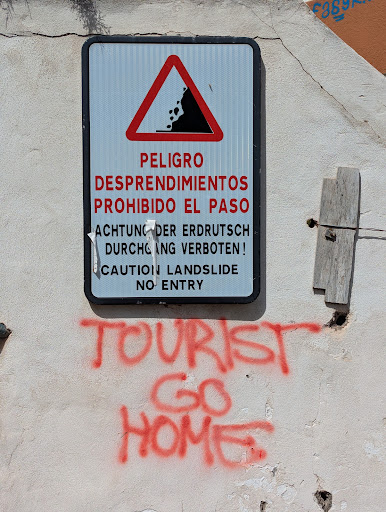 PELIGRO
DESPRENDIMIENTOS
PROHIBIDO EL PASO
ACHTUNG DER ERDRUTSCH
DURCHGANG VERBOTEN!
CAUTION LANDSLIDE
NO ENTRY
TOURIST
GO
HOME